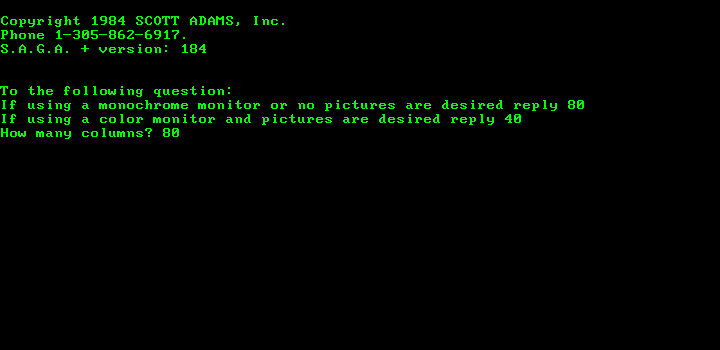 Copyright 1984 SCOTT ADAMS, Inc.
Phone 1-305-862-6917.
S.A.G.A. + version: 184
To the following question:
If using a monochrome monitor or no pictures are desired reply 80
If using a color monitor and pictures are desired reply 40
How many columns? 80